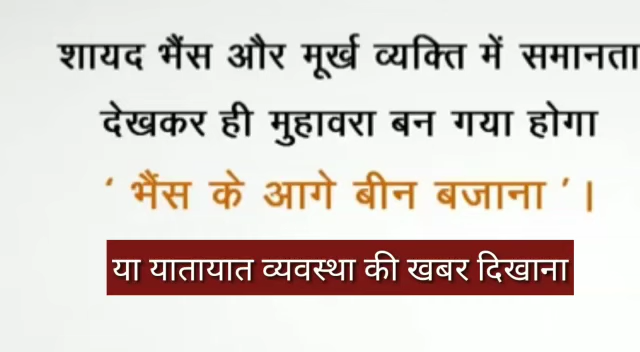 शायद भैंस और मूर्ख व्यक्ति में समानता
देखकर ही मुहावरा बन गया होगा
‘ भैंस के आगे बीन बजाना ’ ।
या यातायात व्यवस्था की खबर दिखाना